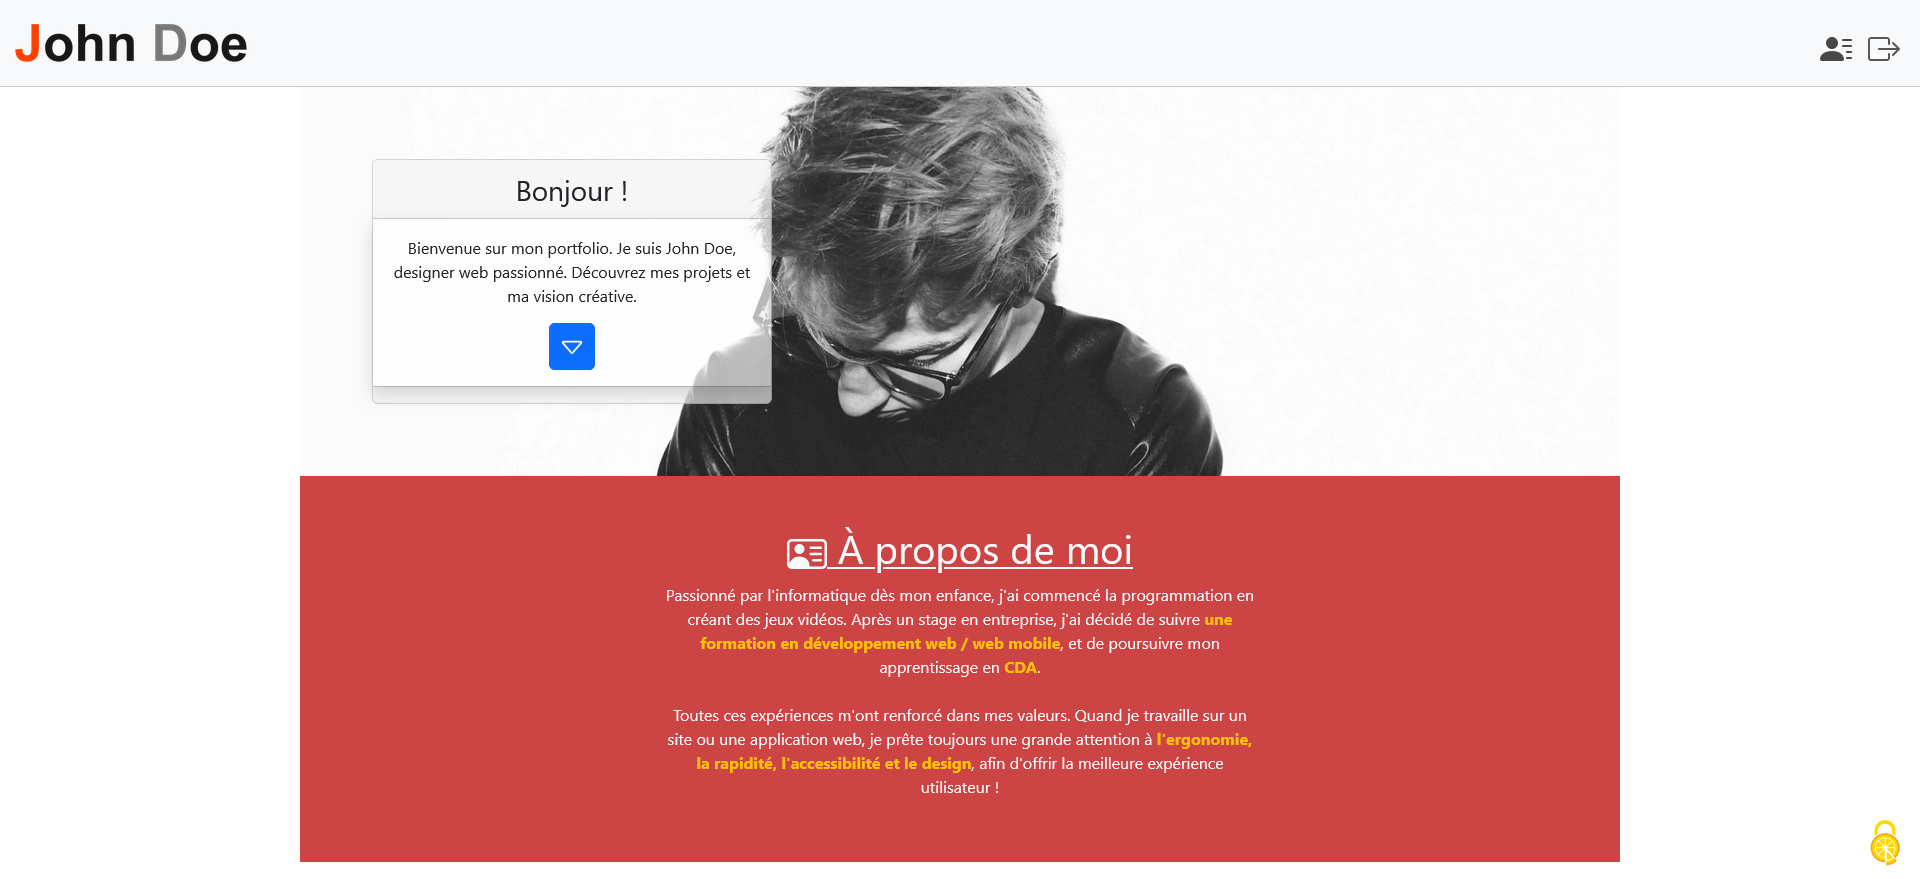 John Doe
Bonjour !
Bienvenue sur mon portfolio. Je suis John Doe,
designer web passionné. Découvrez mes projets et
ma vision créative.
À propos de moi
Passionné par l'informatique dès mon enfance, j'ai commencé la programmation en
créant des jeux vidéos. Après un stage en entreprise, j'ai décidé de suivre une
formation en développement web / web mobile, et de poursuivre mon
apprentissage en CDA.
Toutes ces expériences m'ont renforcé dans mes valeurs. Quand je travaille sur un
site ou une application web, je prête toujours une grande attention à l'ergonomie,
la rapidité, l'accessibilité et le design, afin d'offrir la meilleure expérience
utilisateur !